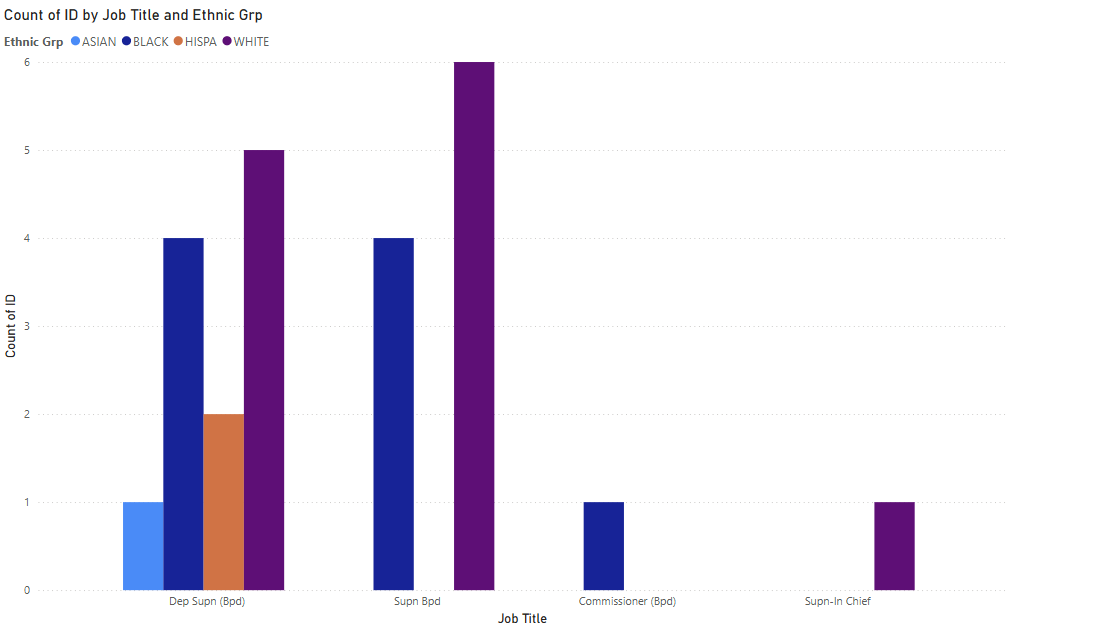 Count of ID by Job Title and Ethnic Grp
Ethnic Grp ASIAN BLACK HISPA WHITE
6
5
4
3
2
1
0
Count of ID
Dep Supn (Bpd) Supn Bpd Commissioner (Bpd) Supn-In Chief
Job Title